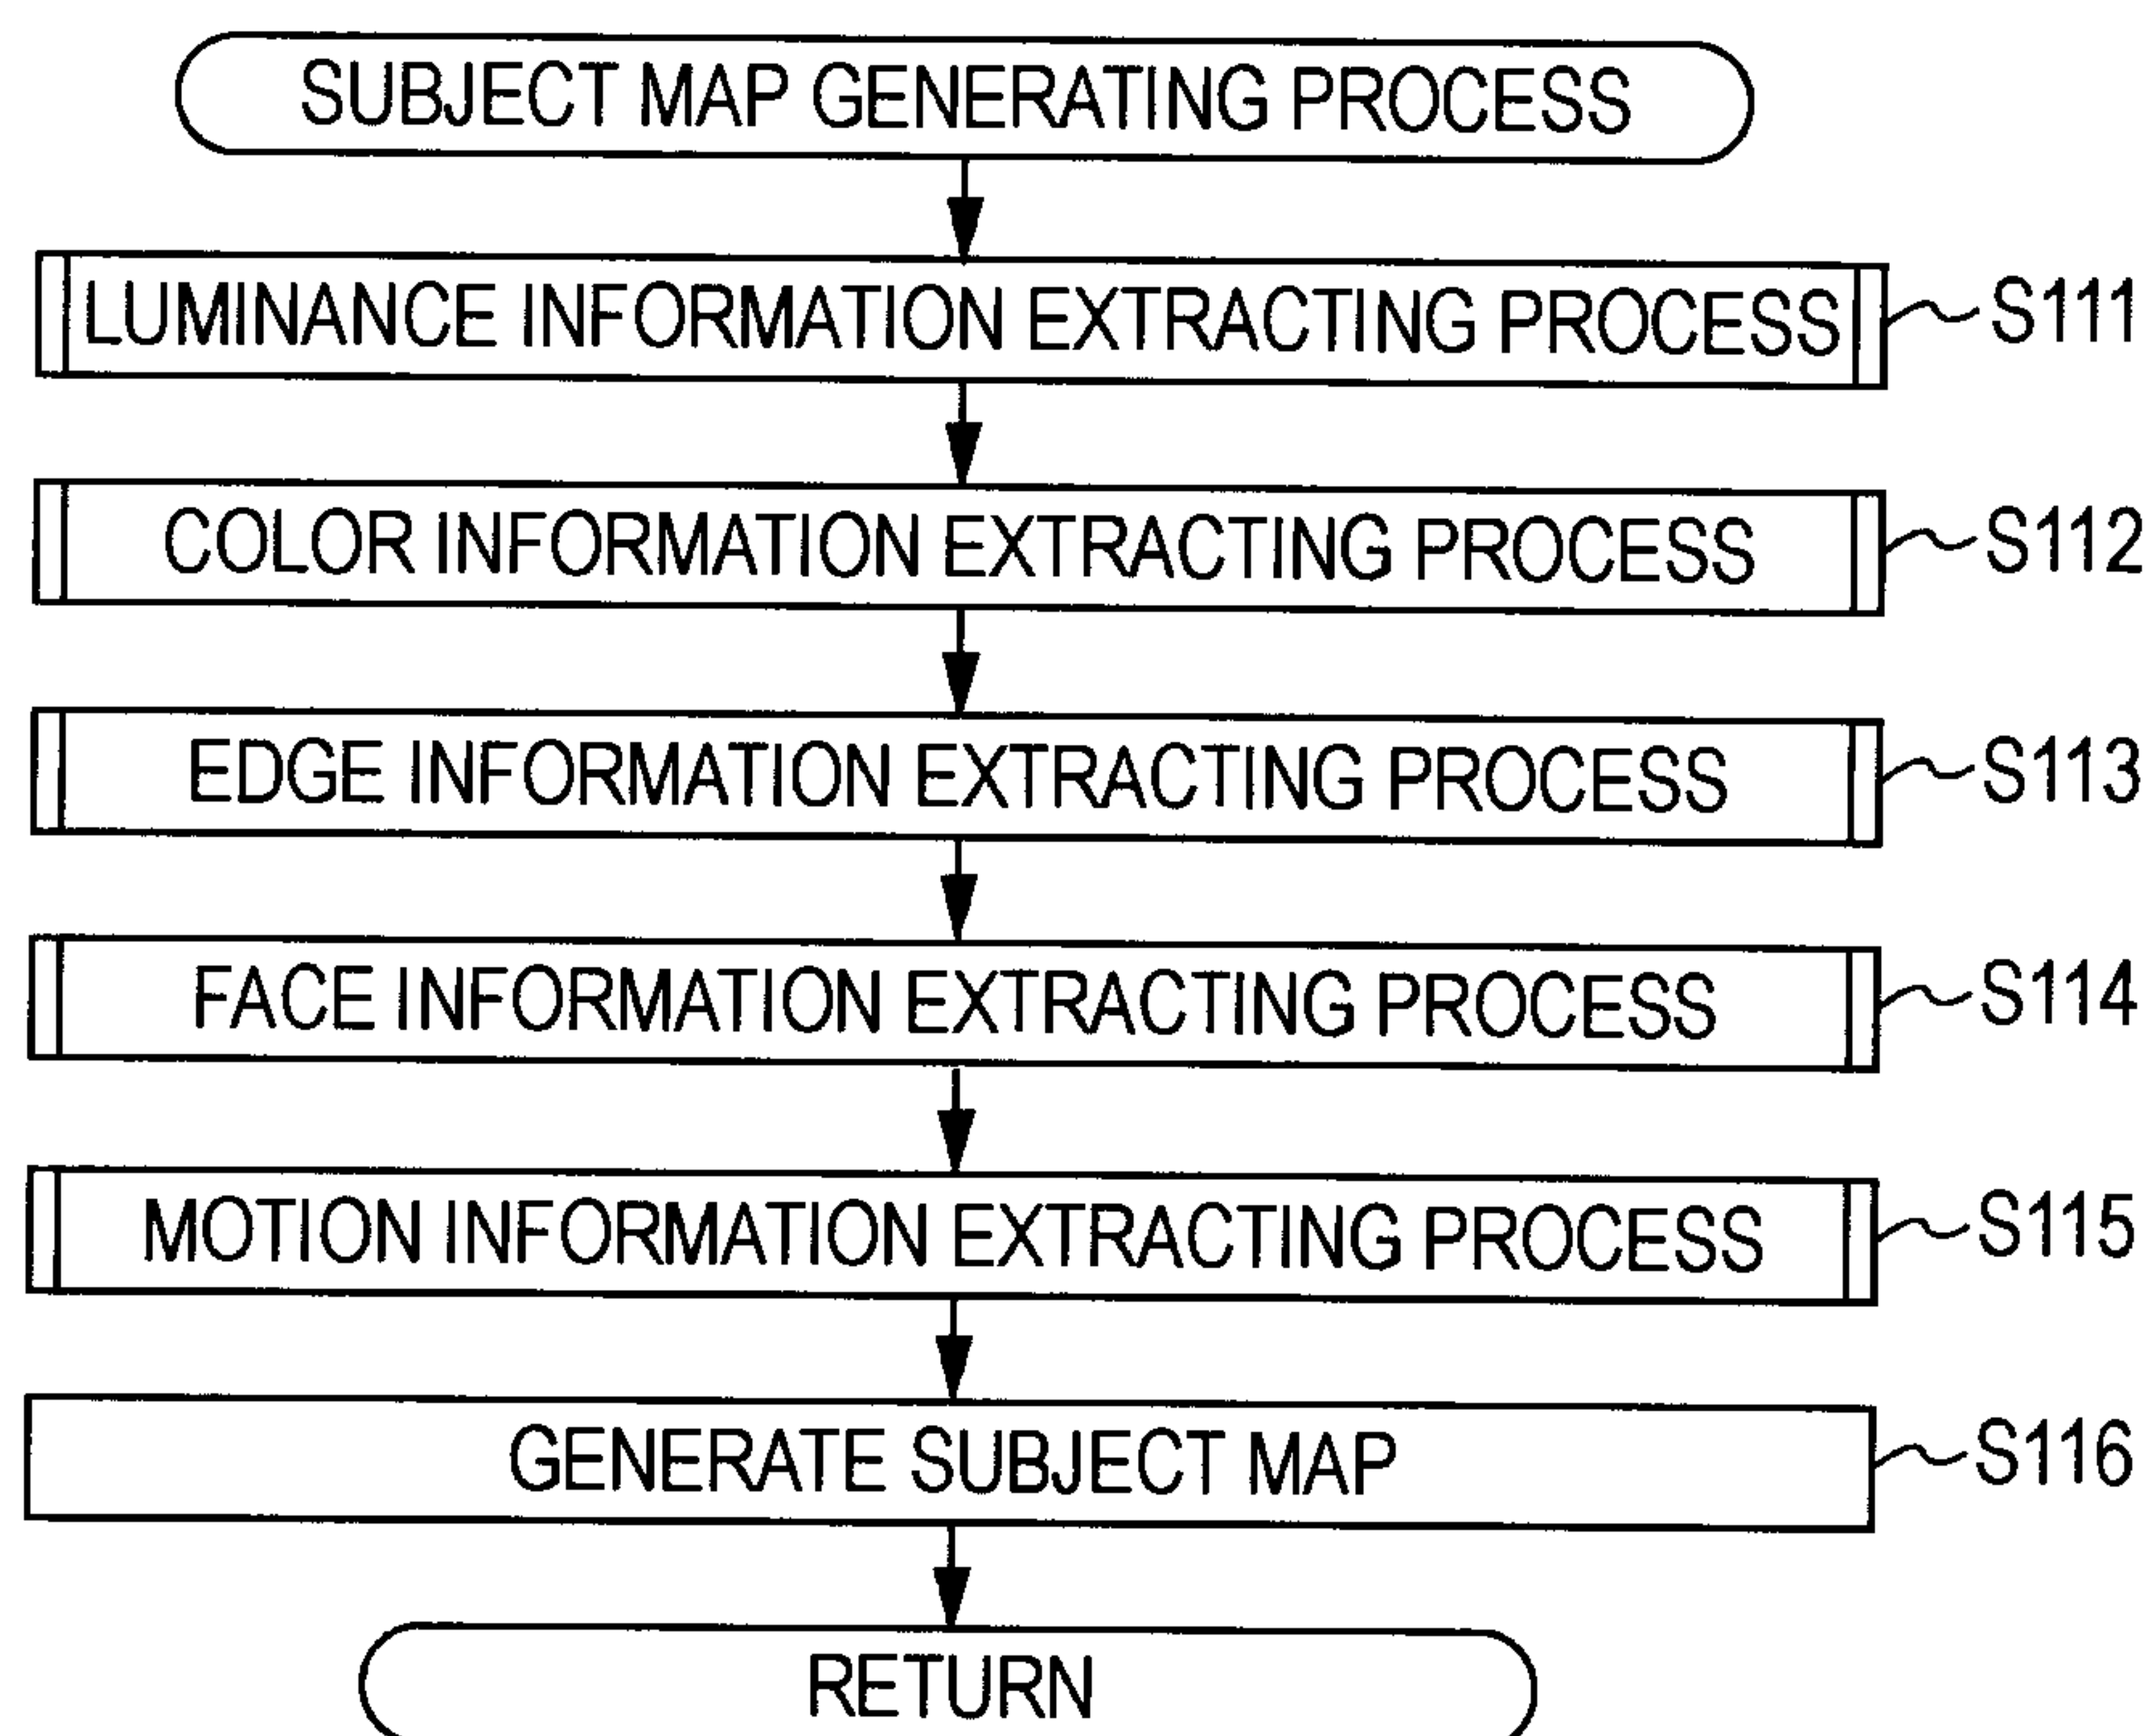 SUBJECT MAP GENERATING PROCESS
LUMINANCE INFORMATION EXTRACTING PROCESS S111
COLOR INFORMATION EXTRACTING PROCESS S112
EDGE INFORMATION EXTRACTING PROCESS S113
FACE INFORMATION EXTRACTING PROCESS S114
MOTION INFORMATION EXTRACTING PROCESS S115
GENERATE SUBJECT MAP S116
RETURN